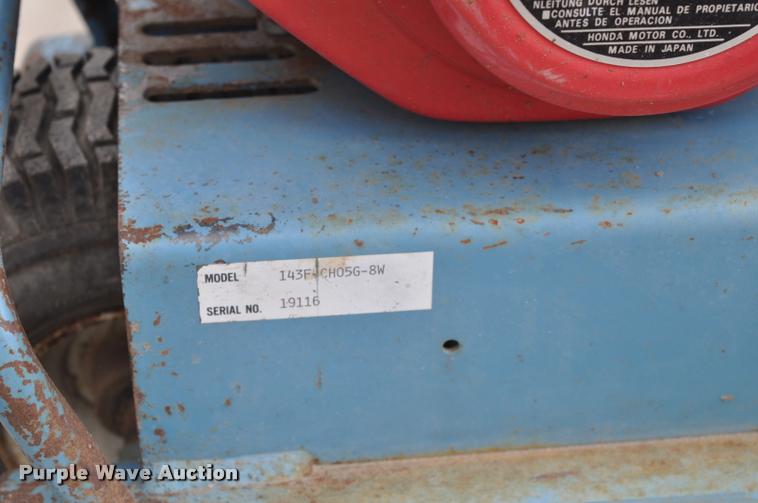 NLEITUNG DURCH LESEN
■CONSULTE EL MANUAL DE PROPIETARIO
ANTES DE OPERACION
HONDA MOTOR CO., LTD.
MADE IN JAPAN
MODEL 143F-CH05G-8W
SERIAL NO. 19116
Purple Wave Auction